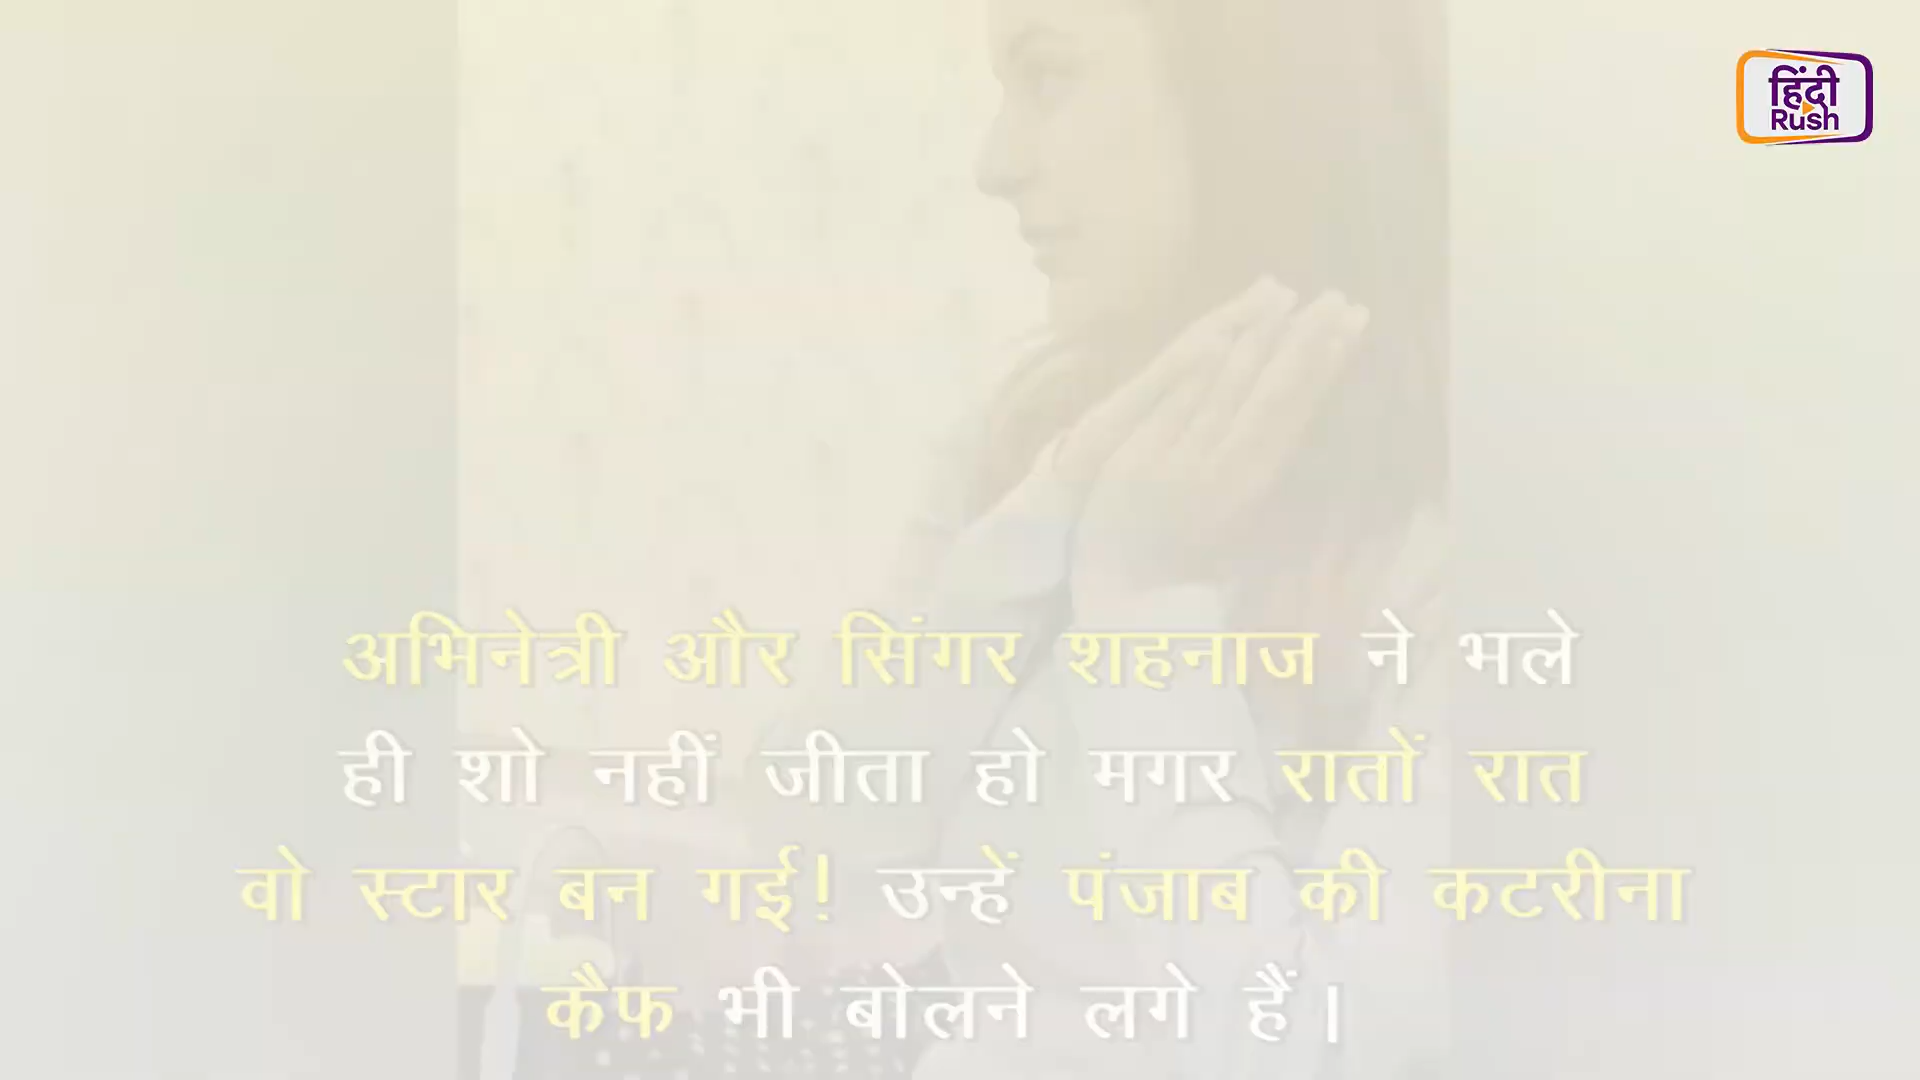 हिंदी
Rush
अभिनेत्री और सिंगर शहनाज ने भले
ही शो नहीं जीता हो मगर रातों रात
वो स्टार बन गई! उन्हें पंजाब की कटरीना
कैफ भी बोलने लगे हैं।